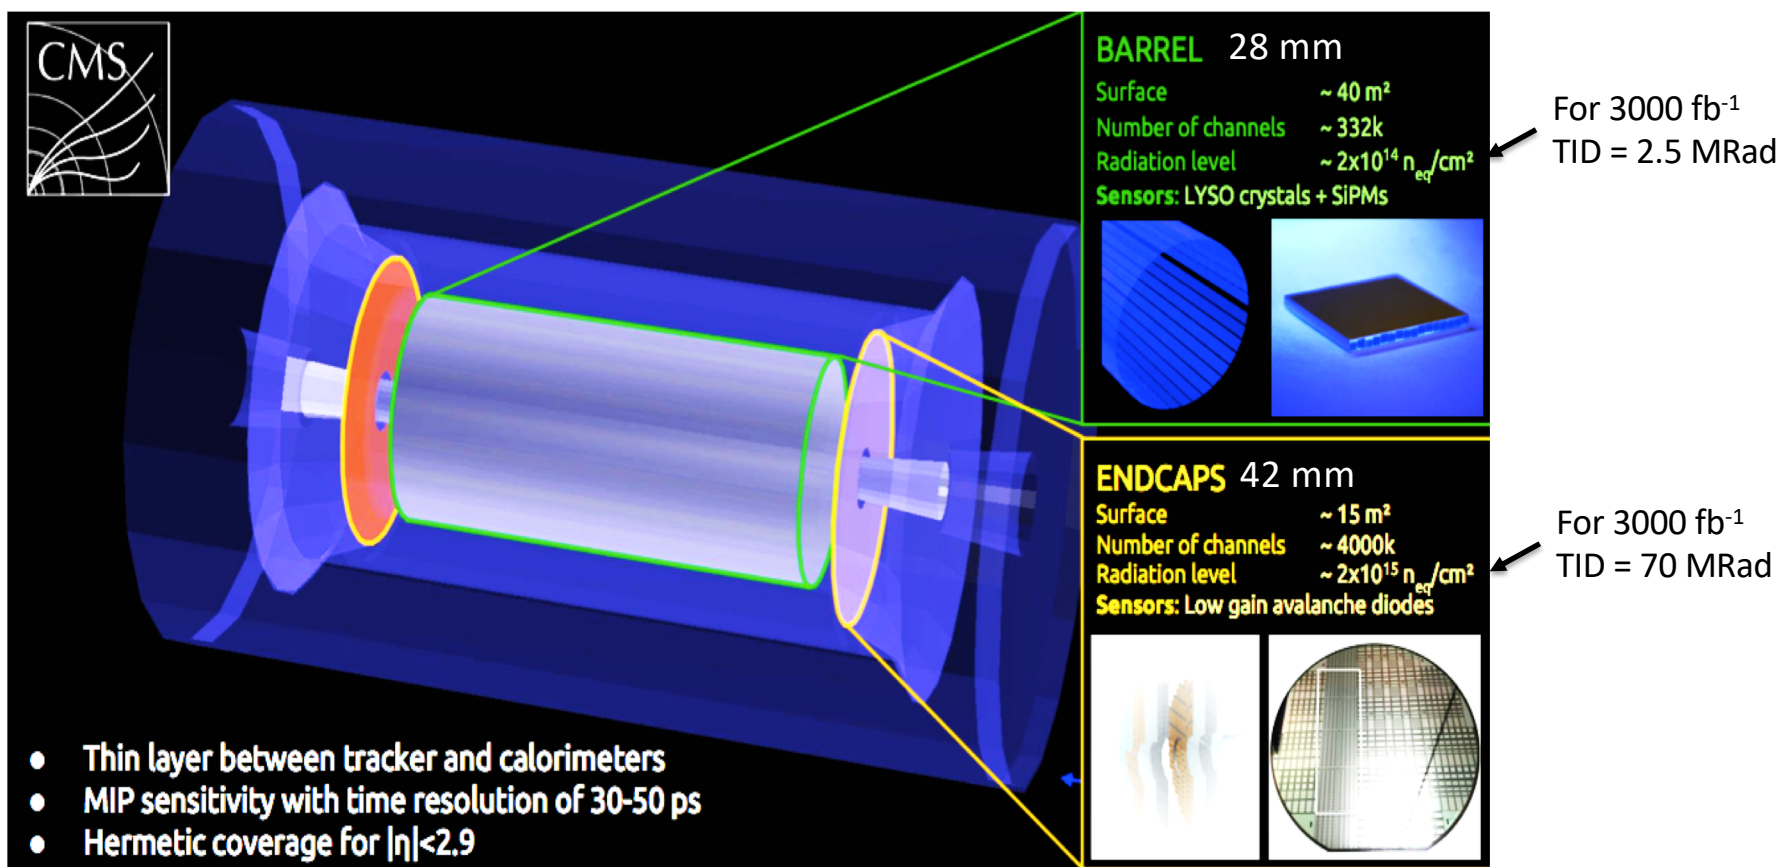 CMS
BARREL 28 mm
Surface ~ 40 m²
Number of channels ~ 332k
Radiation level ~ 2x10¹⁴ n_eq/cm²
Sensors: LYSO crystals + SiPMs
For 3000 fb⁻¹
TID = 2.5 MRad
ENDCAPS 42 mm
Surface ~ 15 m²
Number of channels ~ 4000k
Radiation level ~ 2x10¹⁵ n_eq/cm²
Sensors: Low gain avalanche diodes
For 3000 fb⁻¹
TID = 70 MRad
● Thin layer between tracker and calorimeters
● MIP sensitivity with time resolution of 30-50 ps
● Hermetic coverage for |η|<2.9